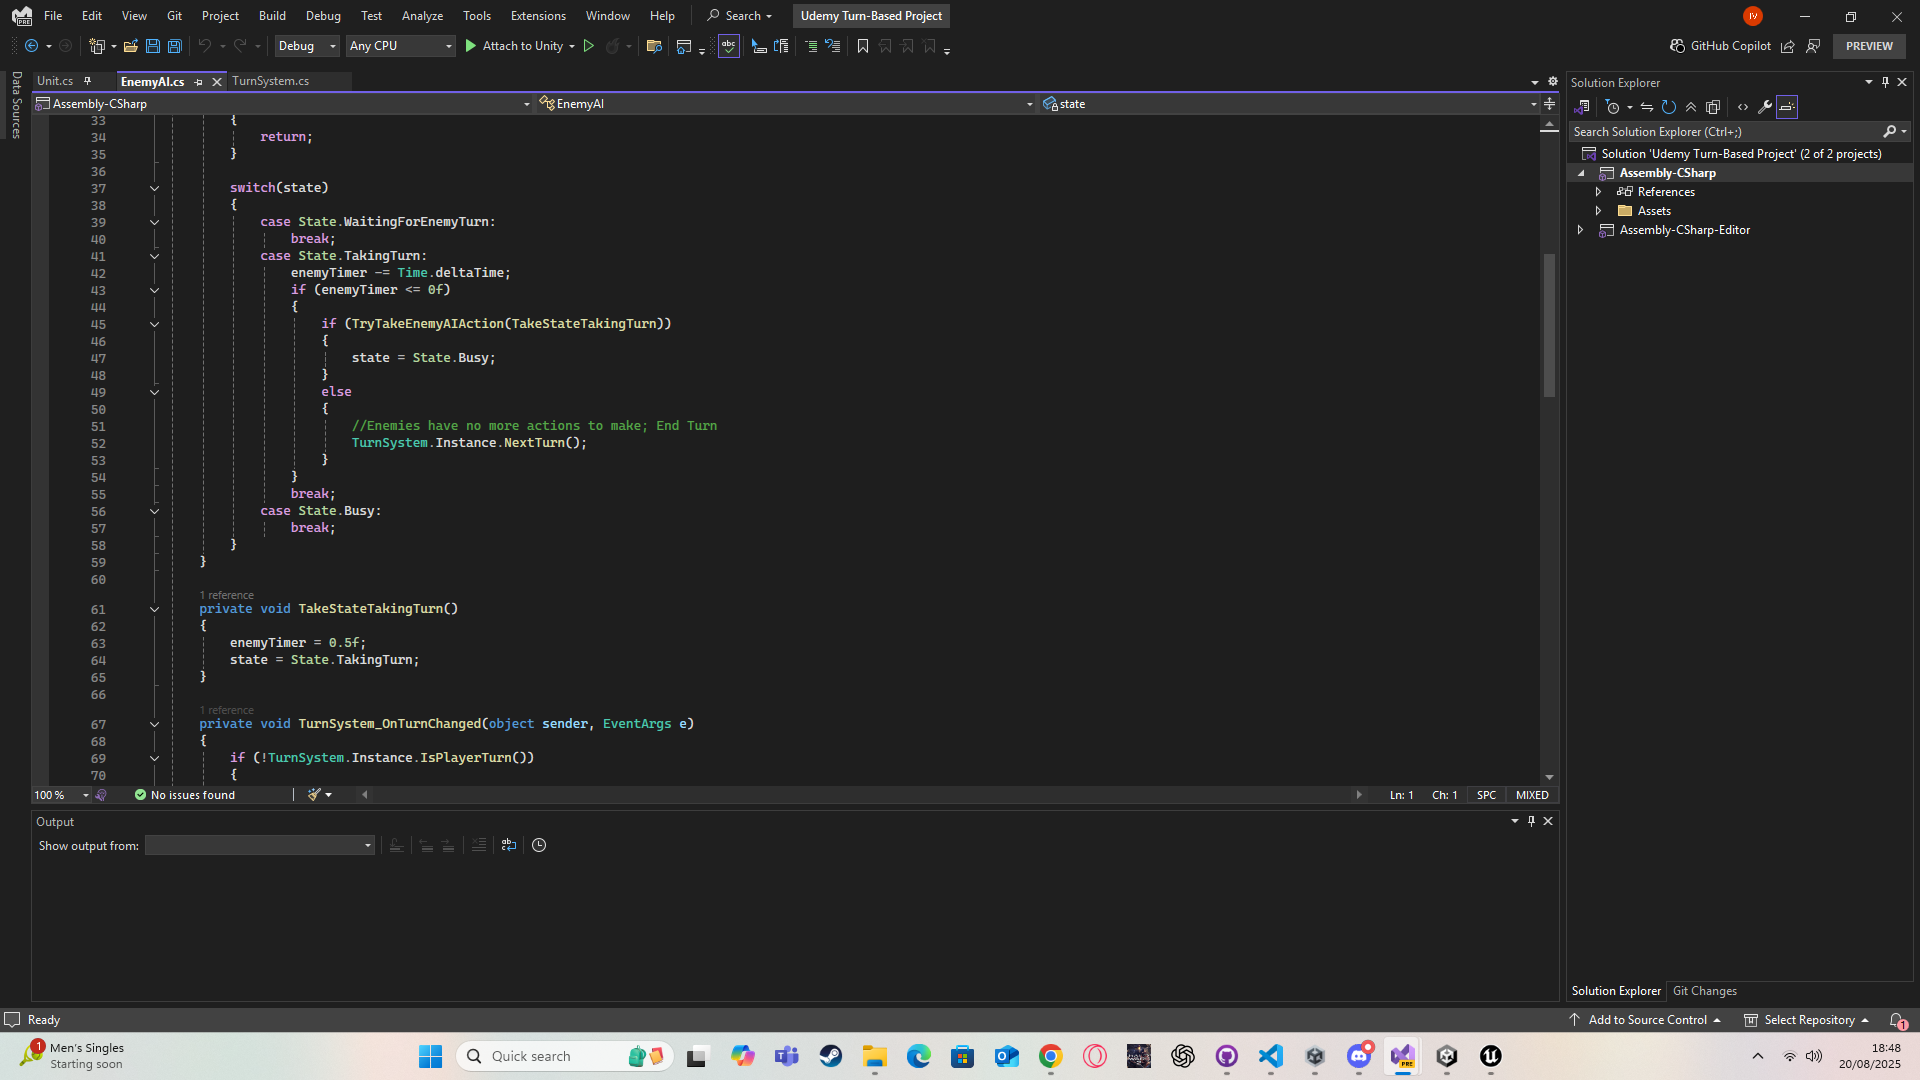 File Edit View Git Project Build Debug Test Analyze Tools Extensions Window Help Search Udemy Turn-Based Project IV
Debug Any CPU Attach to Unity GitHub Copilot PREVIEW
Data Sources
Unit.cs EnemyAI.cs TurnSystem.cs
Assembly-CSharp EnemyAI state
33 {
34 return;
35 }
36
37 switch(state)
38 {
39 case State.WaitingForEnemyTurn:
40 break;
41 case State.TakingTurn:
42 enemyTimer -= Time.deltaTime;
43 if (enemyTimer <= 0f)
44 {
45 if (TryTakeEnemyAIAction(TakeStateTakingTurn))
46 {
47 state = State.Busy;
48 }
49 else
50 {
51 //Enemies have no more actions to make; End Turn
52 TurnSystem.Instance.NextTurn();
53 }
54 }
55 break;
56 case State.Busy:
57 break;
58 }
59 }
60
1 reference
61 private void TakeStateTakingTurn()
62 {
63 enemyTimer = 0.5f;
64 state = State.TakingTurn;
65 }
66
1 reference
67 private void TurnSystem_OnTurnChanged(object sender, EventArgs e)
68 {
69 if (!TurnSystem.Instance.IsPlayerTurn())
70 {
100 % No issues found Ln: 1 Ch: 1 SPC MIXED
Output
Show output from:
Solution Explorer
Search Solution Explorer (Ctrl+;)
Solution 'Udemy Turn-Based Project' (2 of 2 projects)
Assembly-CSharp
References
Assets
Assembly-CSharp-Editor
Solution Explorer Git Changes
Ready Add to Source Control Select Repository 1
1 Men's Singles
Starting soon
Quick search
PRE
18:48
20/08/2025